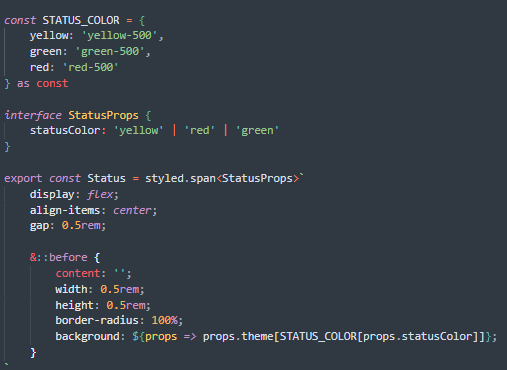 const STATUS_COLOR = {
    yellow: 'yellow-500',
    green: 'green-500',
    red: 'red-500'
} as const

interface StatusProps {
    statusColor: 'yellow' | 'red' | 'green'
}

export const Status = styled.span<StatusProps>`
    display: flex;
    align-items: center;
    gap: 0.5rem;

    &::before {
        content: '';
        width: 0.5rem;
        height: 0.5rem;
        border-radius: 100%;
        background: ${props => props.theme[STATUS_COLOR[props.statusColor]]};
    }
`